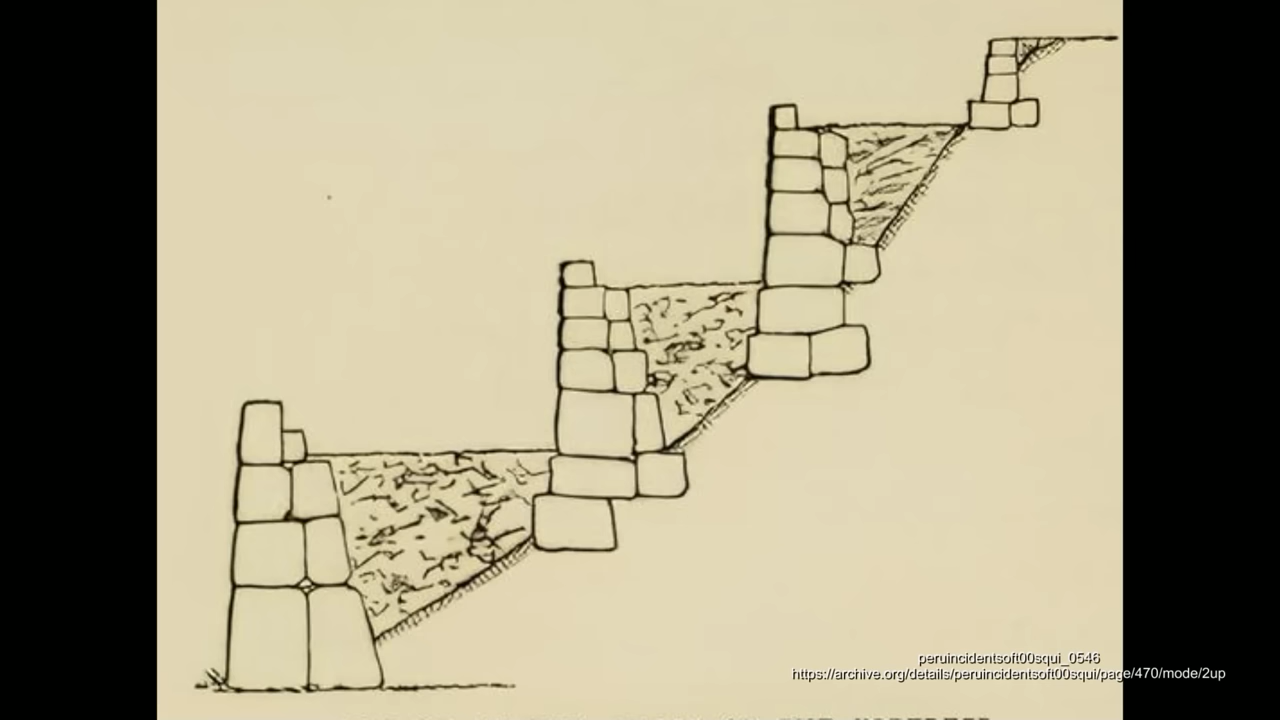 peruincidentsoft00squi_0546
https://archive.org/details/peruincidentsoft00squi/page/470/mode/2up